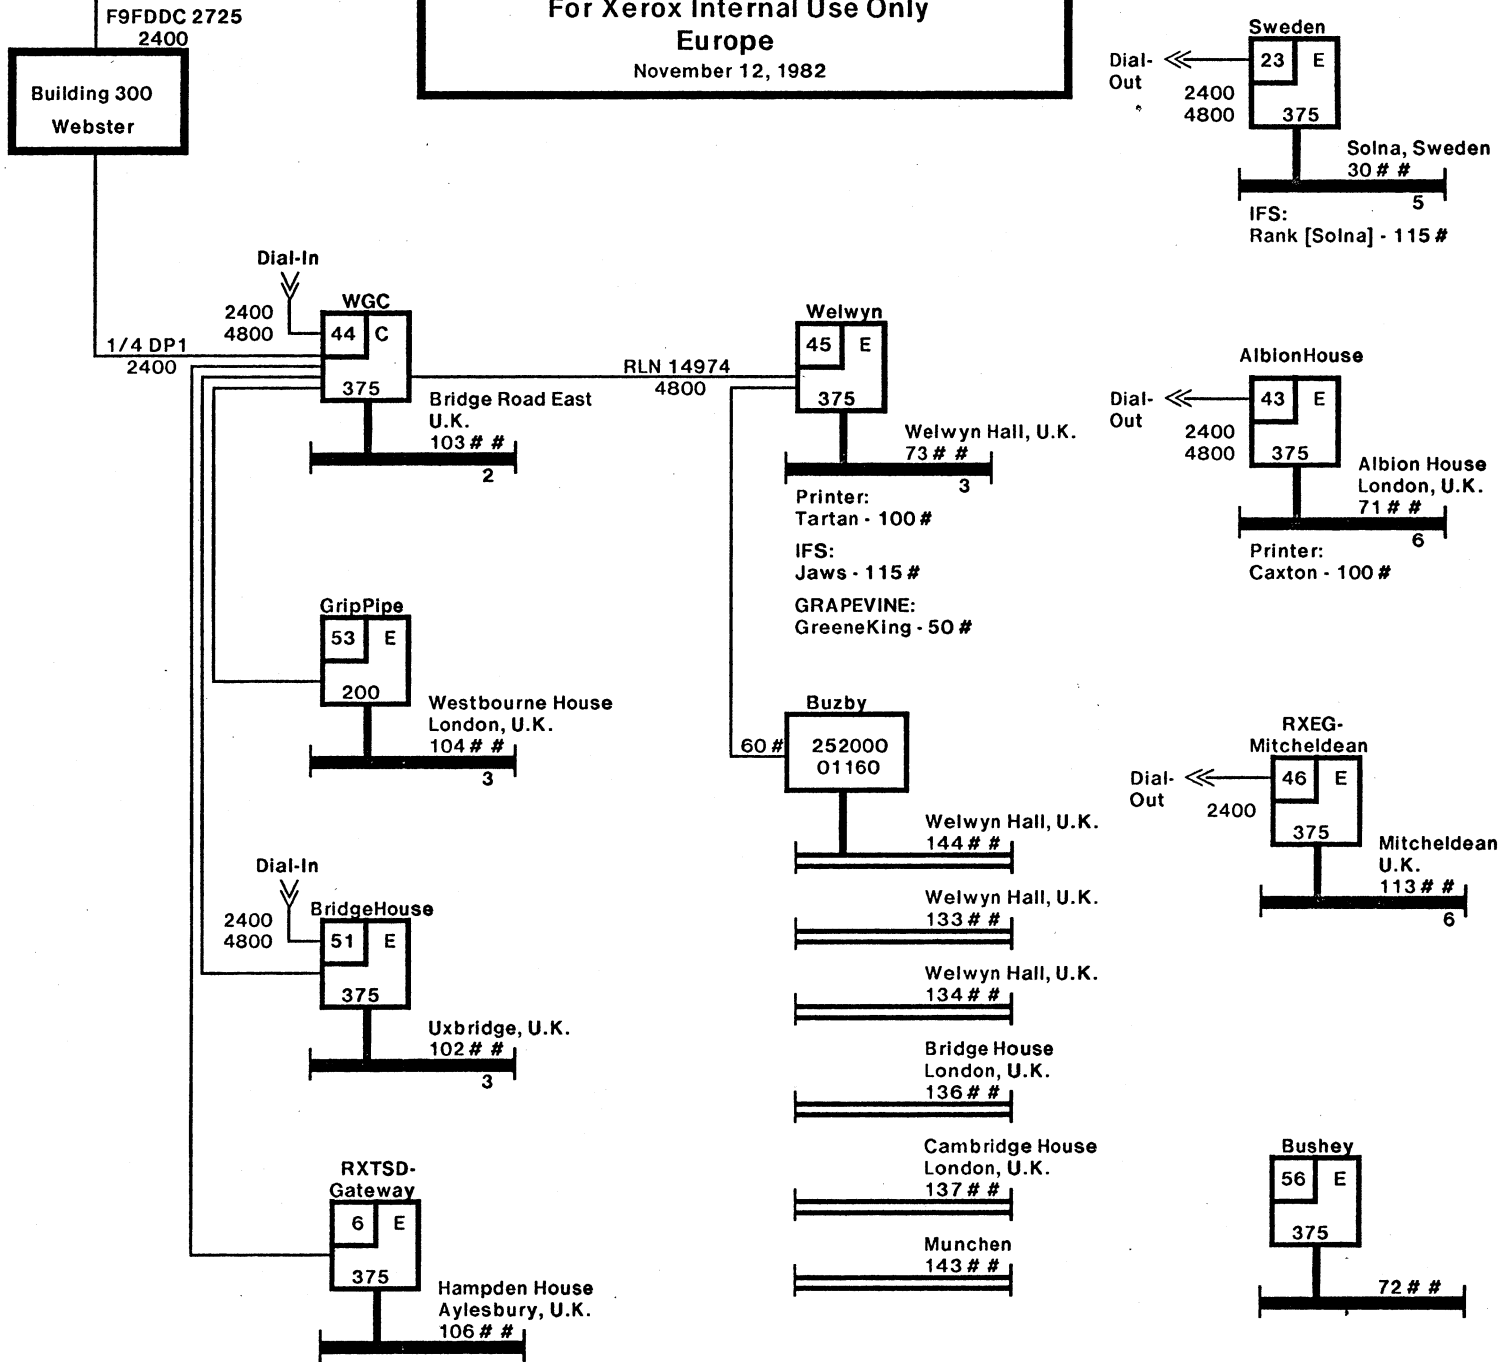 F9FDDC 2725
2400
Building 300
Webster
For Xerox Internal Use Only
Europe
November 12, 1982
Sweden
23 E
375
Dial-
Out
2400
4800
Solna, Sweden
30# #
5
IFS:
Rank [Solna] - 115#
Dial-In
2400
4800
WGC
44 C
375
1/4 DP1
2400
Bridge Road East
U.K.
103# #
2
RLN 14974
4800
Welwyn
45 E
375
Welwyn Hall, U.K.
73# #
3
Printer:
Tartan - 100#
IFS:
Jaws - 115#
GRAPEVINE:
GreeneKing - 50#
AlbionHouse
43 E
375
Dial-
Out
2400
4800
Albion House
London, U.K.
71# #
6
Printer:
Caxton - 100#
GripPipe
53 E
200
Westbourne House
London, U.K.
104# #
3
Buzby
60#
252000
01160
Welwyn Hall, U.K.
144# #
Welwyn Hall, U.K.
133# #
Welwyn Hall, U.K.
134# #
Bridge House
London, U.K.
136# #
Cambridge House
London, U.K.
137# #
Munchen
143# #
RXEG-
Mitcheldean
46 E
375
Dial-
Out
2400
Mitcheldean
U.K.
113# #
6
Dial-In
2400
4800
BridgeHouse
51 E
375
Uxbridge, U.K.
102# #
3
RXTSD-
Gateway
6 E
375
Hampden House
Aylesbury, U.K.
106# #
Bushey
56 E
375
72# #